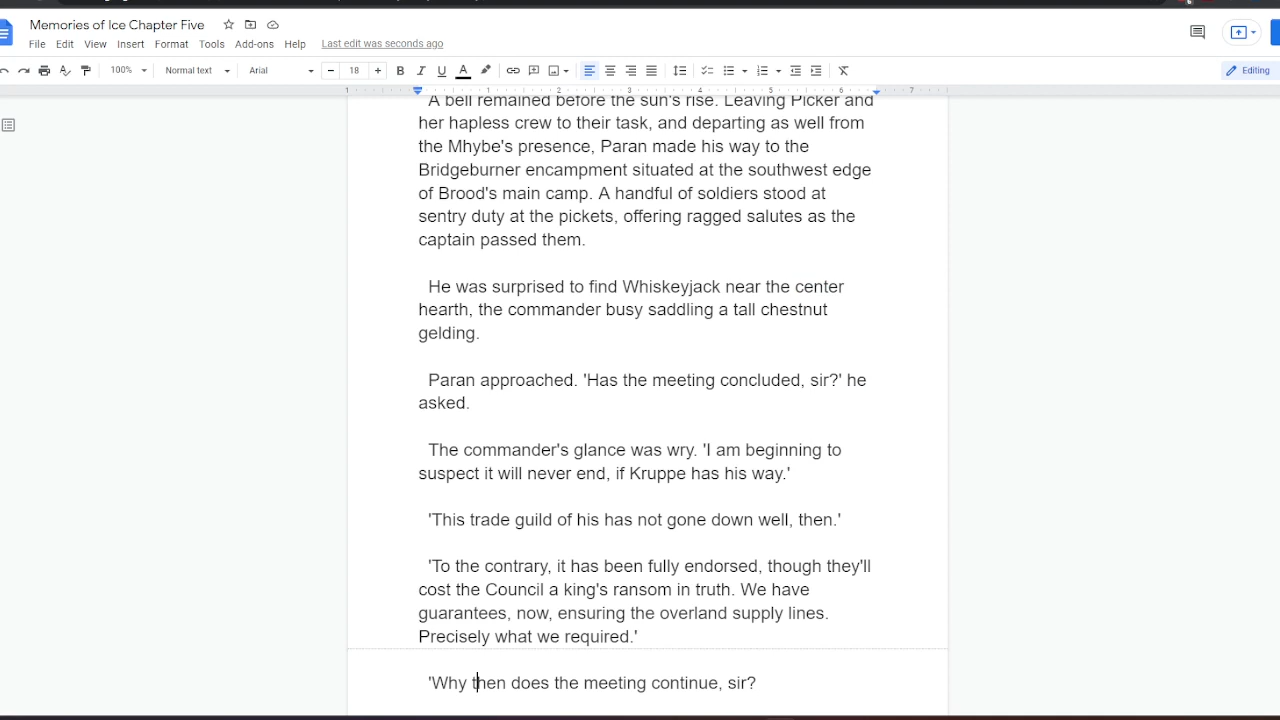 Memories of Ice Chapter Five
File Edit View Insert Format Tools Add-ons Help Last edit was seconds ago
100% Normal text Arial 18 Editing
1 1 2 3 4 5 6 7
A bell remained before the sun's rise. Leaving Picker and
her hapless crew to their task, and departing as well from
the Mhybe's presence, Paran made his way to the
Bridgeburner encampment situated at the southwest edge
of Brood's main camp. A handful of soldiers stood at
sentry duty at the pickets, offering ragged salutes as the
captain passed them.
He was surprised to find Whiskeyjack near the center
hearth, the commander busy saddling a tall chestnut
gelding.
Paran approached. 'Has the meeting concluded, sir?' he
asked.
The commander's glance was wry. 'I am beginning to
suspect it will never end, if Kruppe has his way.'
'This trade guild of his has not gone down well, then.'
'To the contrary, it has been fully endorsed, though they'll
cost the Council a king's ransom in truth. We have
guarantees, now, ensuring the overland supply lines.
Precisely what we required.'
'Why then does the meeting continue, sir?